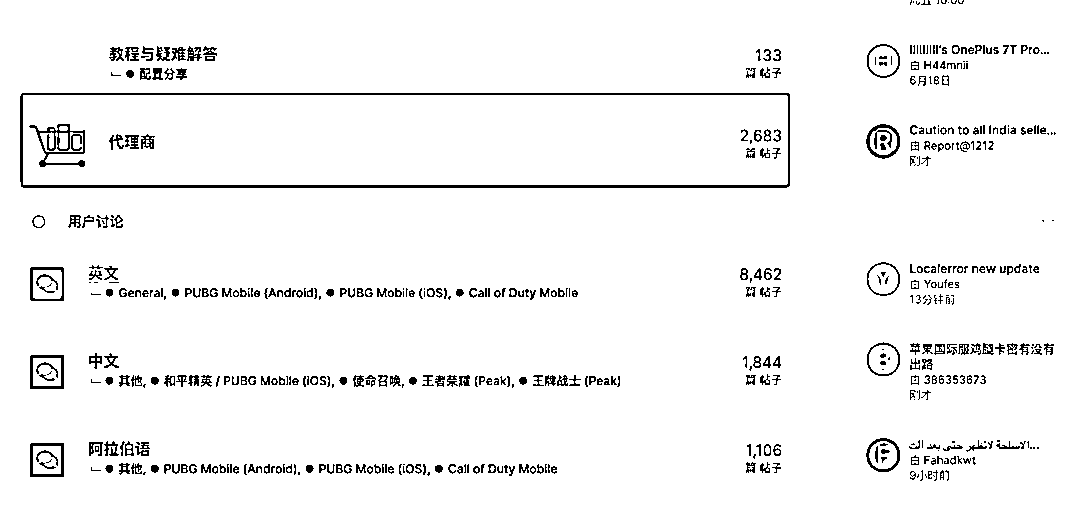 教程与疑难解答
配置分享
133
篇 帖子
llllllllll's OnePlus 7T Pro...
由 H44mnii
6月18日
代理商
2,683
篇 帖子
Caution to all India selle...
由 Report@1212
刚才
用户讨论
英文
General, PUBG Mobile (Android), PUBG Mobile (iOS), Call of Duty Mobile
8,462
篇 帖子
Localerror new update
由 Youfes
13分钟前
中文
其他, 和平精英 / PUBG Mobile (iOS), 使命召唤, 王者荣耀 (Peak), 王牌战士 (Peak)
1,844
篇 帖子
苹果国际服鸡腿卡密有没有
出路
由 386353673
刚才
阿拉伯语
其他, PUBG Mobile (Android), PUBG Mobile (iOS), Call of Duty Mobile
1,106
篇 帖子
الاسلحة لاتظهر حتى بعد الت...
由 Fahadkwt
9小时前